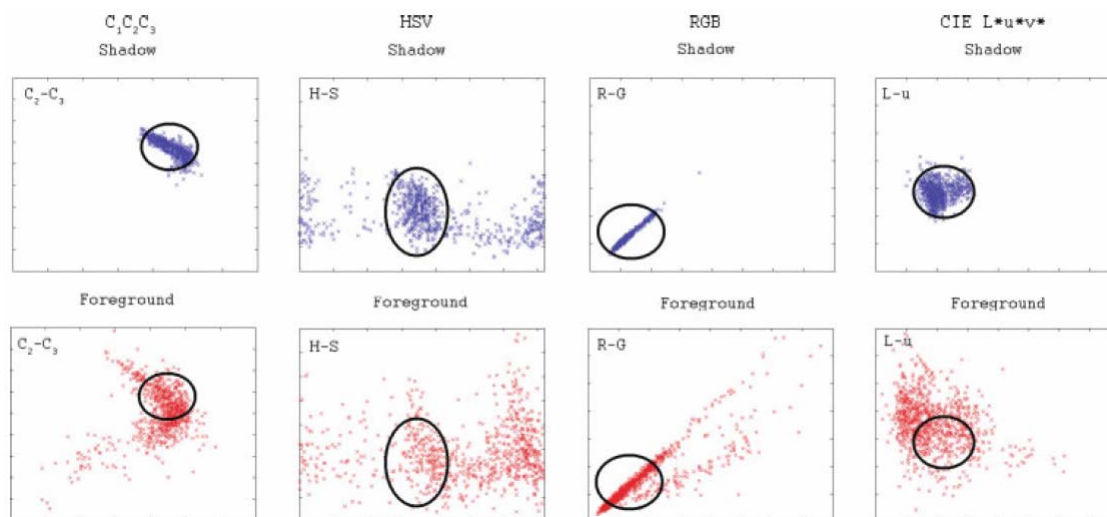 C₁C₂C₃ HSV RGB CIE L*u*v*
Shadow Shadow Shadow Shadow
C₂-C₃ H-S R-G L-u
Foreground Foreground Foreground Foreground
C₂-C₃ H-S R-G L-u